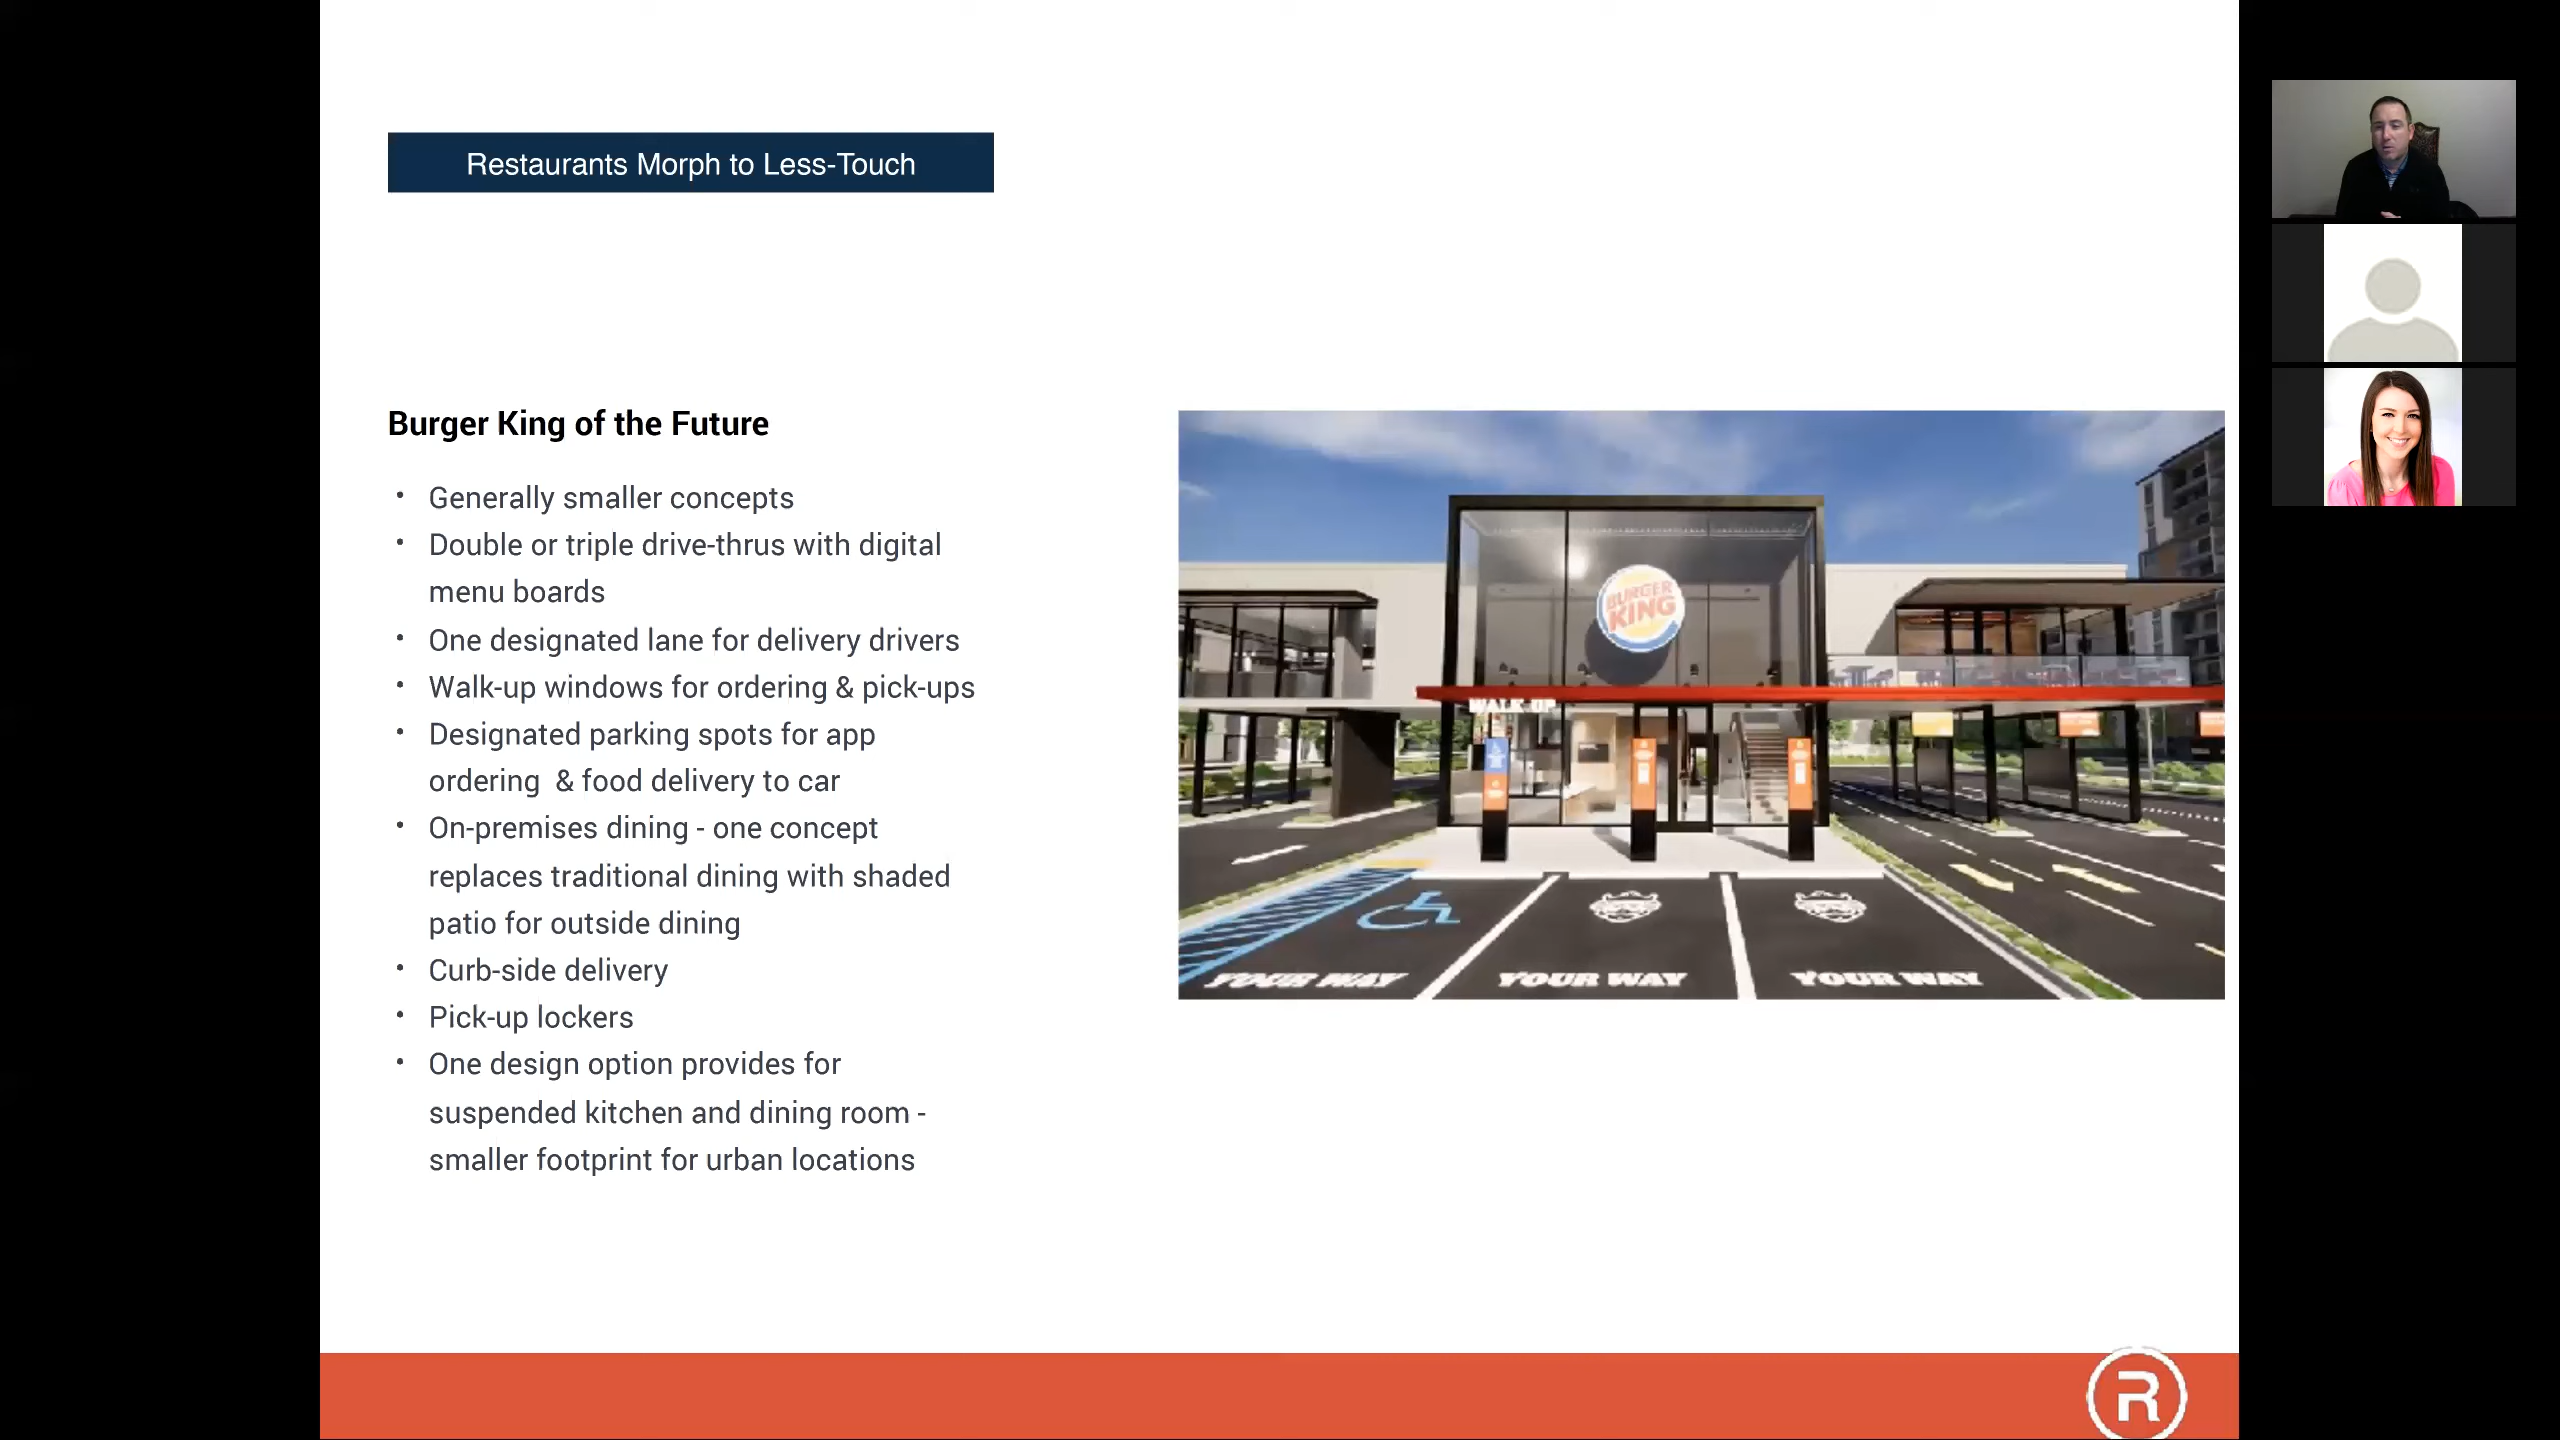 Restaurants Morph to Less-Touch
Burger King of the Future
• Generally smaller concepts
• Double or triple drive-thrus with digital
menu boards
• One designated lane for delivery drivers
• Walk-up windows for ordering & pick-ups
• Designated parking spots for app
ordering & food delivery to car
• On-premises dining - one concept
replaces traditional dining with shaded
patio for outside dining
• Curb-side delivery
• Pick-up lockers
• One design option provides for
suspended kitchen and dining room -
smaller footprint for urban locations
BURGER
KING
WALK UP
YOUR WAY
YOUR WAY
YOUR WAY
R